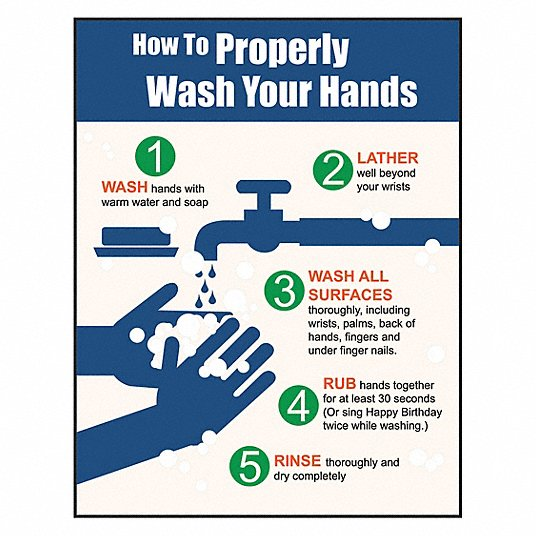 How To Properly
Wash Your Hands
1
WASH hands with
warm water and soap
2
LATHER
well beyond
your wrists
3
WASH ALL
SURFACES
thoroughly, including
wrists, palms, back of
hands, fingers and
under finger nails.
4
RUB hands together
for at least 30 seconds
(Or sing Happy Birthday
twice while washing.)
5
RINSE thoroughly and
dry completely